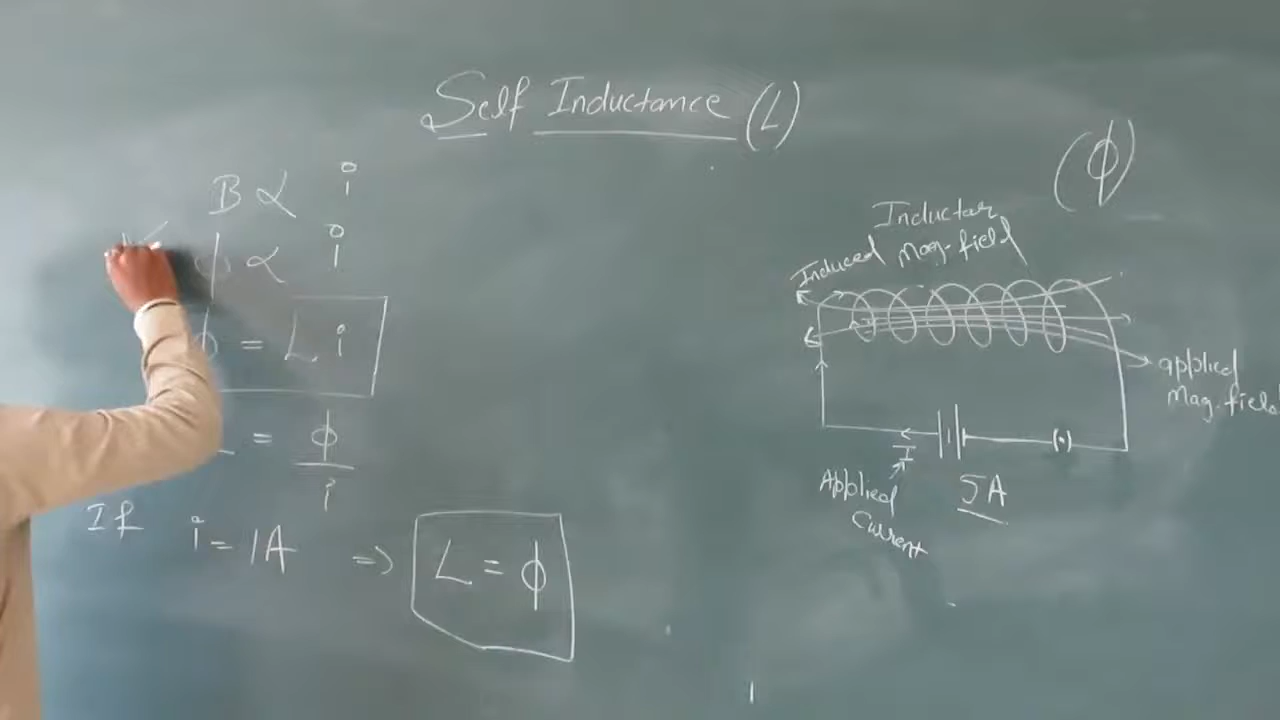 Self Inductance (L)
B ∝ i
ϕ ∝ i
ϕ = L i
= ϕ / i
If i = 1A => L = ϕ
(ϕ)
Inductor
Induced Mag. field
applied
Mag. field
I
Applied
Current
5A